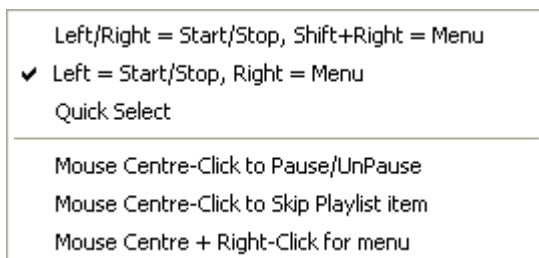 Left/Right = Start/Stop, Shift+Right = Menu
Left = Start/Stop, Right = Menu
Quick Select
Mouse Centre-Click to Pause/UnPause
Mouse Centre-Click to Skip Playlist item
Mouse Centre + Right-Click for menu